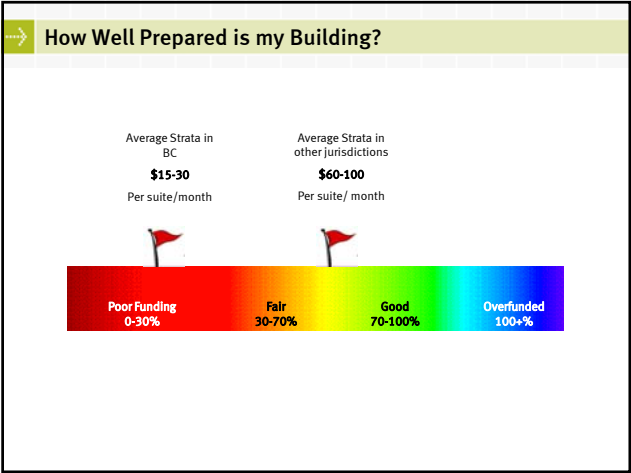 How Well Prepared is my Building?
Average Strata in
BC
$15-30
Per suite/month
Average Strata in
other jurisdictions
$60-100
Per suite/ month
Poor Funding
0-30%
Fair
30-70%
Good
70-100%
Overfunded
100+%